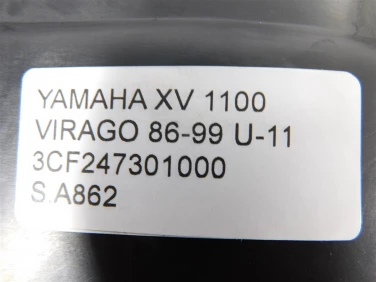 YAMAHA XV 1100
VIRAGO 86-99 U-11
3CF247301000
S.A862